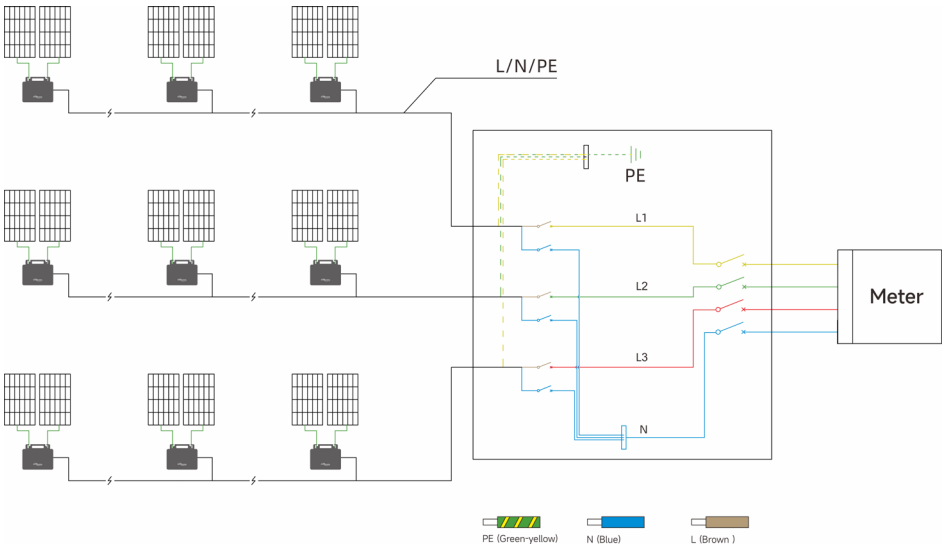 L/N/PE
PE
L1
L2
Meter
L3
N
PE (Green-yellow)
N (Blue)
L (Brown )